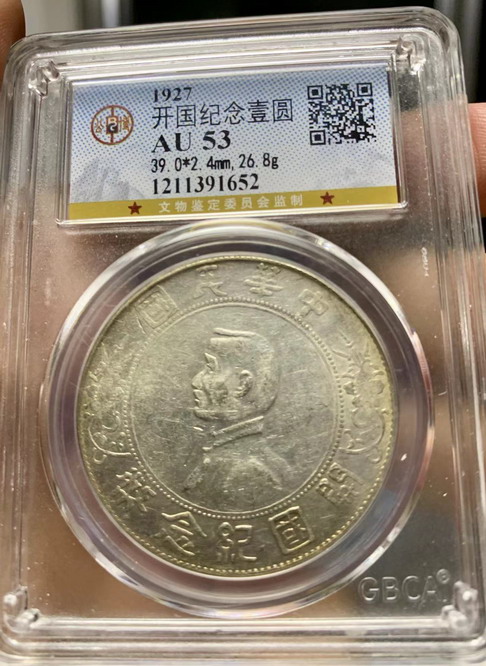 1927
开国纪念壹圆
AU 53
39.0*2.4mm,26.8g
1211391652
★ 文物鉴定委员会监制 ★
國民華中
幣念紀國開
GBCA®